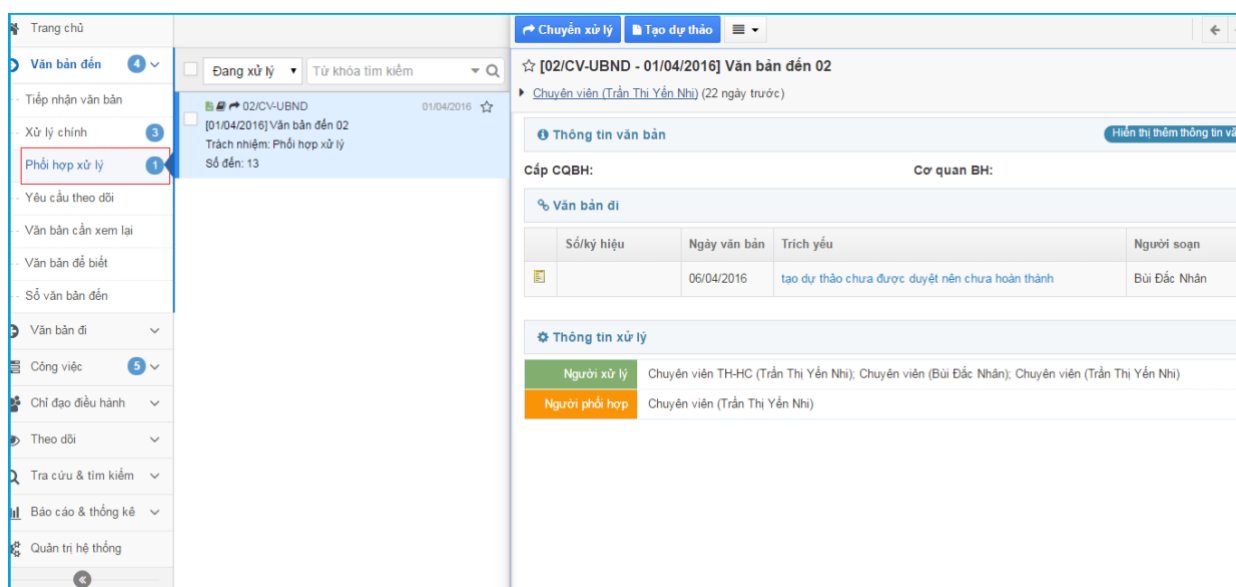 Trang chủ
Văn bản đến 4
Tiếp nhận văn bản
Xử lý chính 3
Phối hợp xử lý 1
Yêu cầu theo dõi
Văn bản cần xem lại
Văn bản để biết
Sổ văn bản đến
Văn bản đi
Công việc 5
Chỉ đạo điều hành
Theo dõi
Tra cứu & tìm kiếm
Báo cáo & thống kê
Quản trị hệ thống
Đang xử lý Từ khóa tìm kiếm
02/CV-UBND 01/04/2016
[01/04/2016] Văn bản đến 02
Trách nhiệm: Phối hợp xử lý
Số đến: 13
Chuyển xử lý Tạo dự thảo
[02/CV-UBND - 01/04/2016] Văn bản đến 02
Chuyên viên (Trần Thị Yến Nhi) (22 ngày trước)
Thông tin văn bản Hiển thị thêm thông tin
Cấp CQBH: Cơ quan BH:
Văn bản đi
Số/ký hiệu Ngày văn bản Trích yếu Người soạn
06/04/2016 tạo dự thảo chưa được duyệt nên chưa hoàn thành Bùi Đắc Nhân
Thông tin xử lý
Người xử lý Chuyên viên TH-HC (Trần Thị Yến Nhi); Chuyên viên (Bùi Đắc Nhân); Chuyên viên (Trần Thị Yến Nhi)
Người phối hợp Chuyên viên (Trần Thị Yến Nhi)